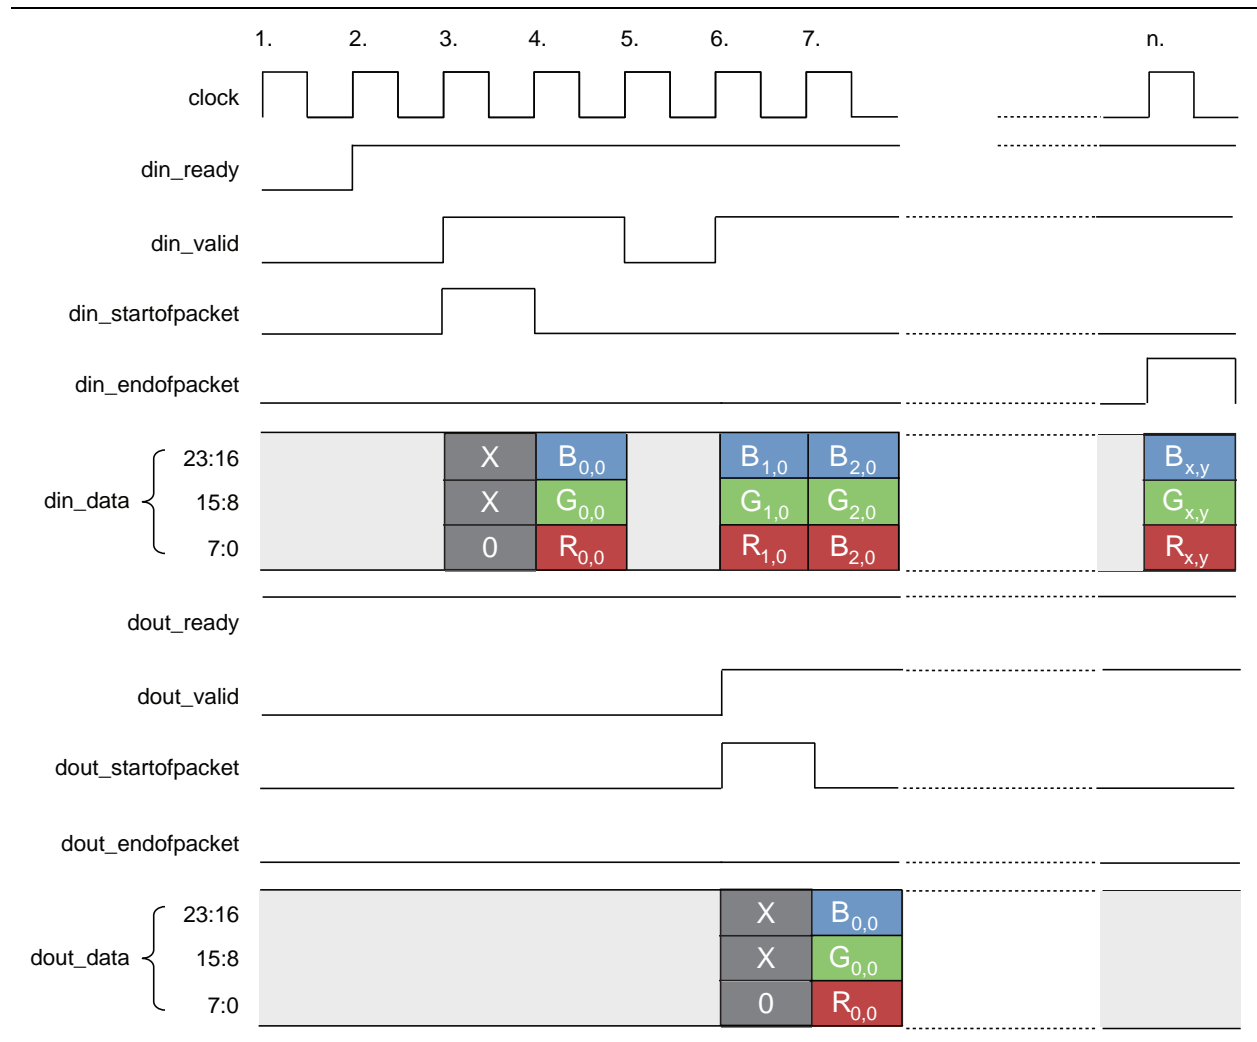 1. 2. 3. 4. 5. 6. 7. n.
clock
din_ready
din_valid
din_startofpacket
din_endofpacket
23:16 X B0,0 B1,0 B2,0 Bx,y
din_data 15:8 X G0,0 G1,0 G2,0 Gx,y
7:0 0 R0,0 R1,0 B2,0 Rx,y
dout_ready
dout_valid
dout_startofpacket
dout_endofpacket
23:16 X B0,0
dout_data 15:8 X G0,0
7:0 0 R0,0